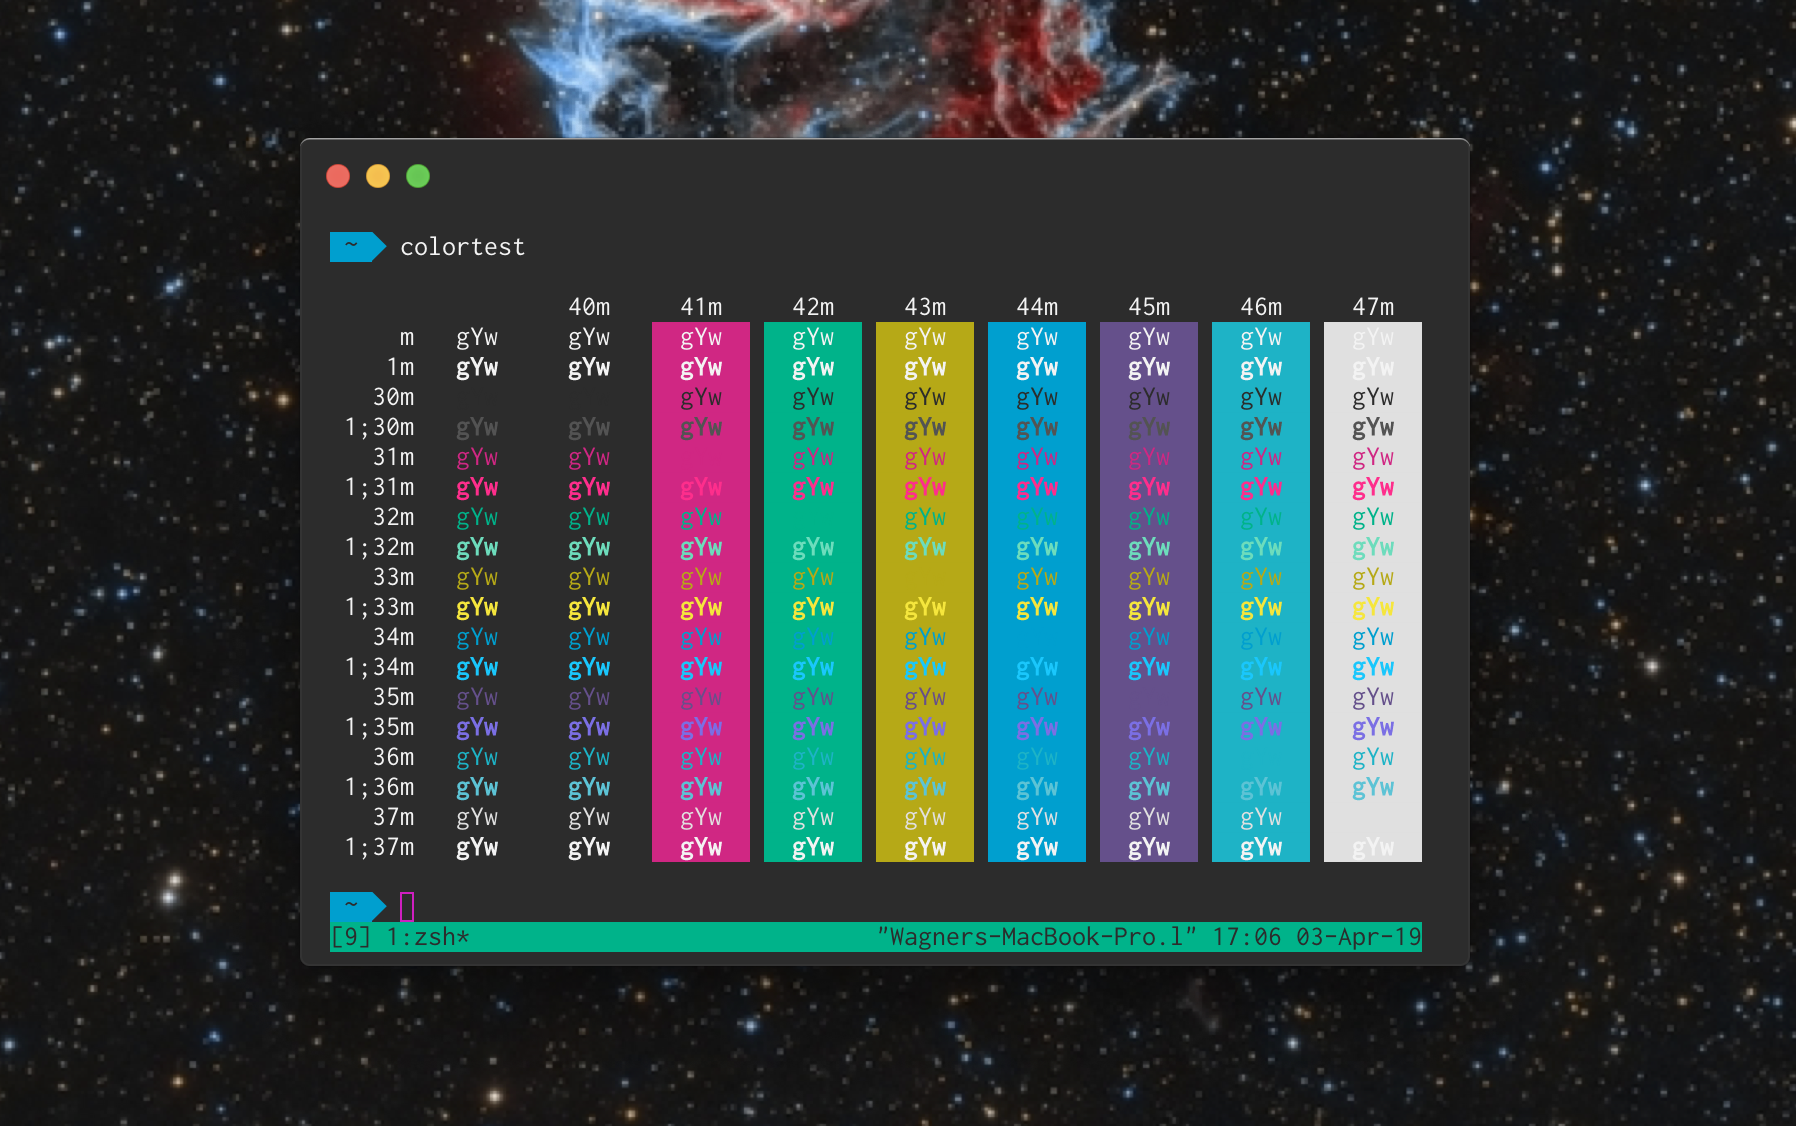 ~ colortest
40m 41m 42m 43m 44m 45m 46m 47m
m gYw gYw gYw gYw gYw gYw gYw gYw gYw
1m gYw gYw gYw gYw gYw gYw gYw gYw gYw
30m gYw gYw gYw gYw gYw gYw gYw
1;30m gYw gYw gYw gYw gYw gYw gYw gYw gYw
31m gYw gYw gYw gYw gYw gYw gYw gYw
1;31m gYw gYw gYw gYw gYw gYw gYw gYw gYw
32m gYw gYw gYw gYw gYw gYw gYw gYw
1;32m gYw gYw gYw gYw gYw gYw gYw gYw gYw
33m gYw gYw gYw gYw gYw gYw gYw gYw
1;33m gYw gYw gYw gYw gYw gYw gYw gYw gYw
34m gYw gYw gYw gYw gYw gYw gYw gYw
1;34m gYw gYw gYw gYw gYw gYw gYw gYw gYw
35m gYw gYw gYw gYw gYw gYw gYw gYw
1;35m gYw gYw gYw gYw gYw gYw gYw gYw gYw
36m gYw gYw gYw gYw gYw gYw gYw gYw
1;36m gYw gYw gYw gYw gYw gYw gYw gYw gYw
37m gYw gYw gYw gYw gYw gYw gYw gYw
1;37m gYw gYw gYw gYw gYw gYw gYw gYw gYw
~
[9] 1:zsh* "Wagners-MacBook-Pro.l" 17:06 03-Apr-19